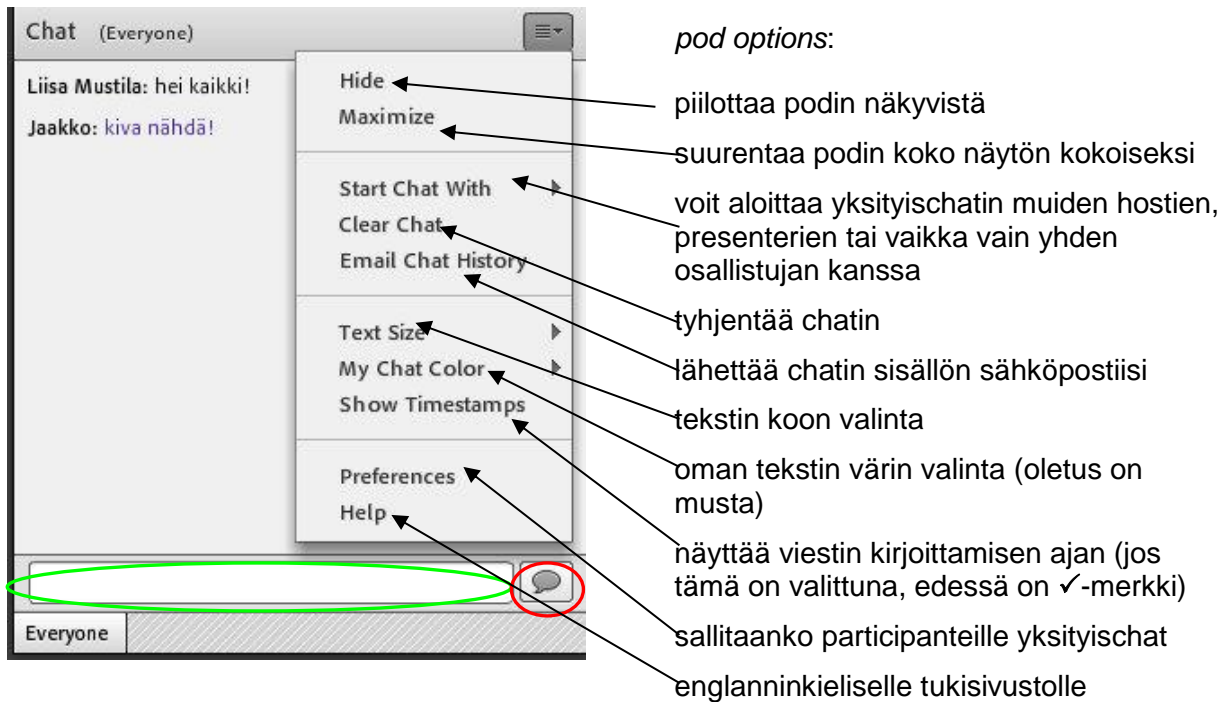 Chat (Everyone)
Liisa Mustila: hei kaikki!
Jaakko: kiva nähdä!
Hide
Maximize
Start Chat With
Clear Chat
Email Chat History
Text Size
My Chat Color
Show Timestamps
Preferences
Help
Everyone
pod options:
piilottaa podin näkyvistä
suurentaa podin koko näytön kokoiseksi
voit aloittaa yksityischatin muiden hostien,
presenterien tai vaikka vain yhden
osallistujan kanssa
tyhjentää chatin
lähettää chatin sisällön sähköpostiisi
tekstin koon valinta
oman tekstin värin valinta (oletus on
musta)
näyttää viestin kirjoittamisen ajan (jos
tämä on valittuna, edessä on ✓-merkki)
sallitaanko participanteille yksityischat
englanninkieliselle tukisivustolle